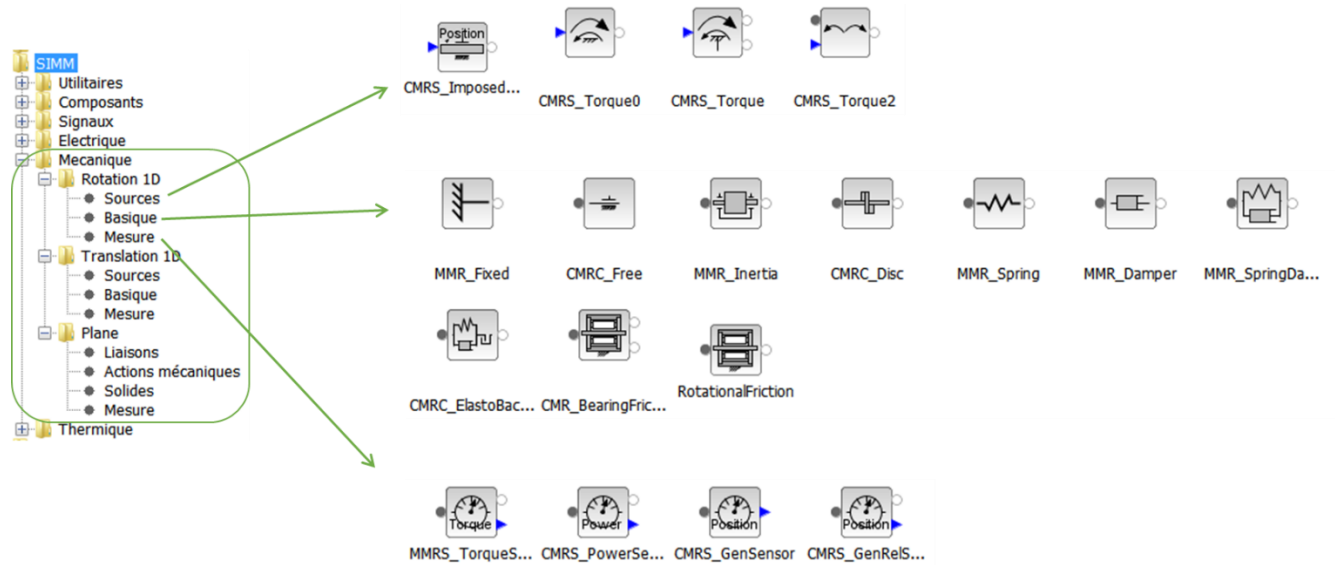 SIMM
Utilitaires
Composants
Signaux
Electrique
Mecanique
Rotation 1D
Sources
Basique
Mesure
Translation 1D
Sources
Basique
Mesure
Plane
Liaisons
Actions mécaniques
Solides
Mesure
Thermique
Position
CMRS_Imposed... CMRS_Torque0 CMRS_Torque CMRS_Torque2
MMR_Fixed CMRC_Free MMR_Inertia CMRC_Disc MMR_Spring MMR_Damper MMR_SpringDa...
CMRC_ElastoBac... CMR_BearingFric... RotationalFriction
Torque Power Position Position
MMRS_TorqueS... CMRS_PowerSe... CMRS_GenSensor CMRS_GenRelS...